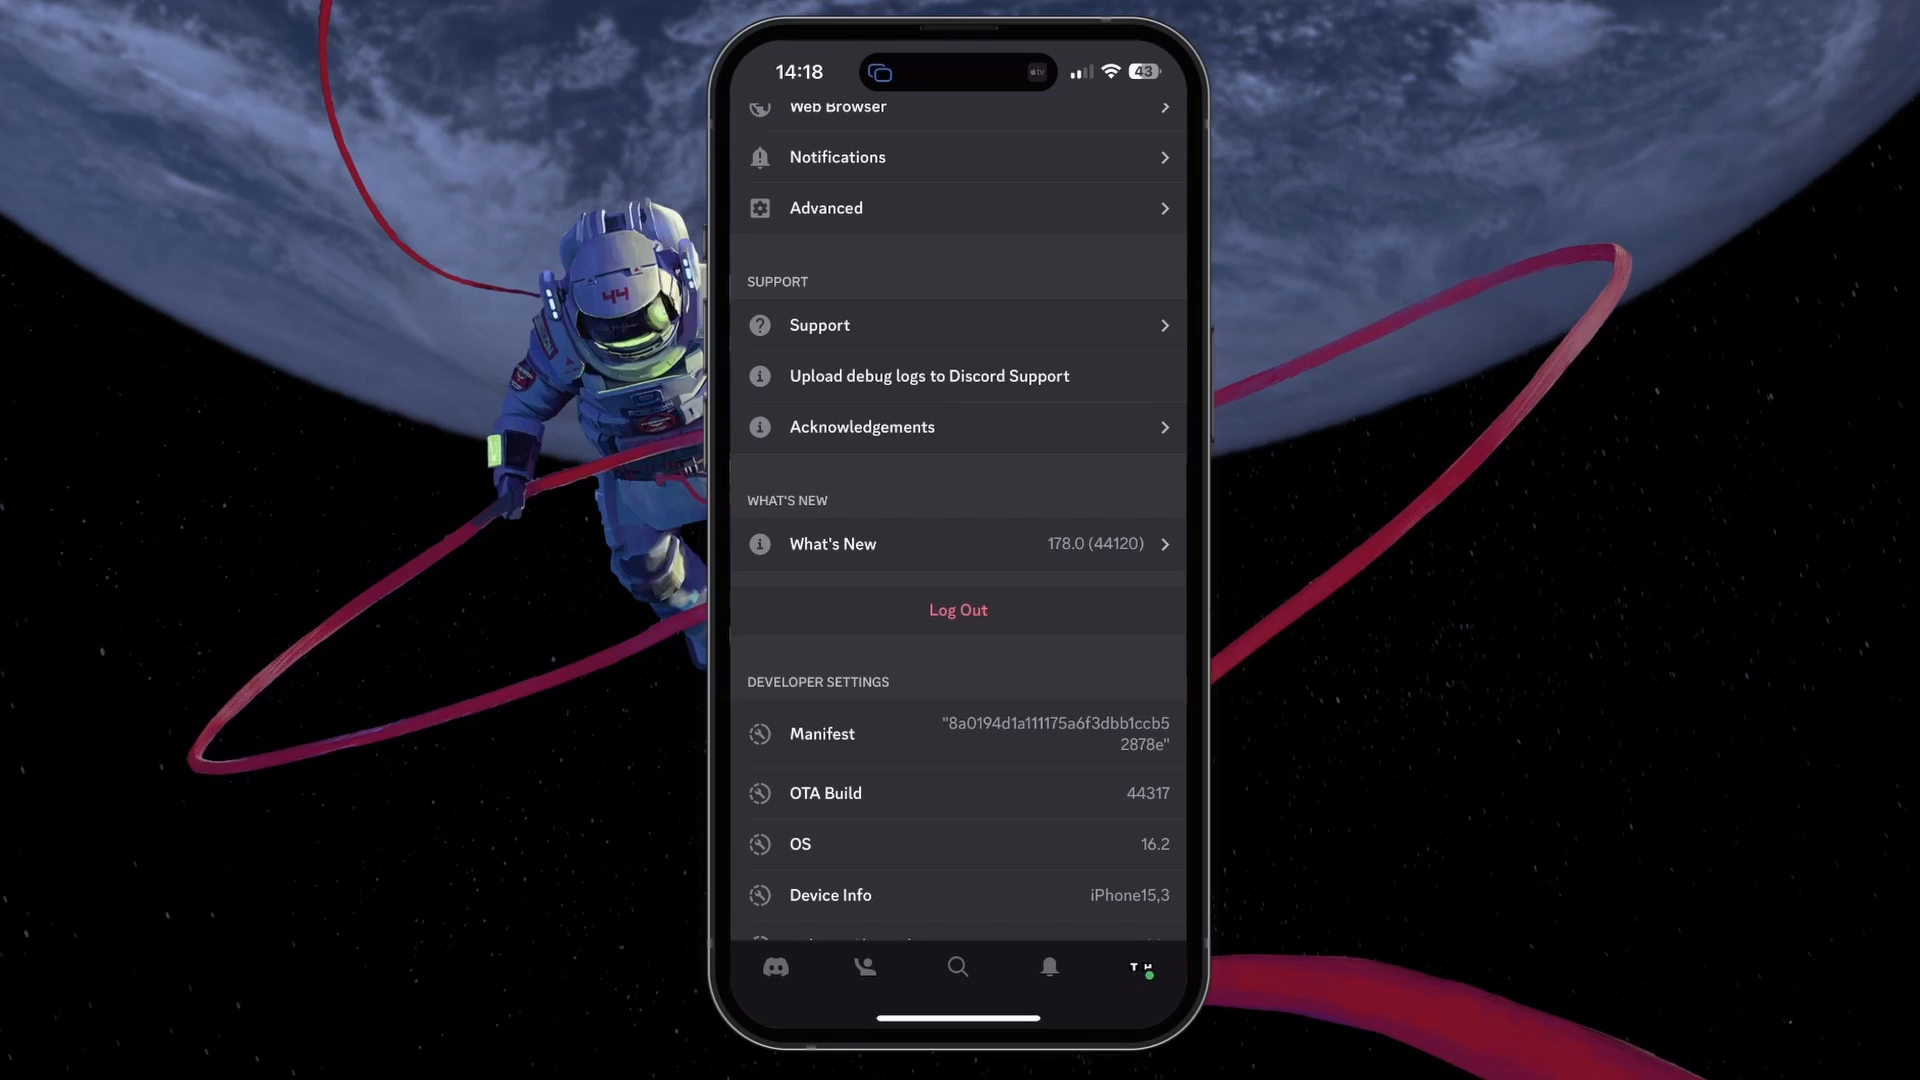 14:18
tv
43
Web Browser
Notifications
Advanced
44
SUPPORT
Support
Upload debug logs to Discord Support
Acknowledgements
WHAT'S NEW
What's New 178.0 (44120)
Log Out
DEVELOPER SETTINGS
Manifest "8a0194d1a111175a6f3dbb1ccb5
2878e"
OTA Build 44317
OS 16.2
Device Info iPhone15,3